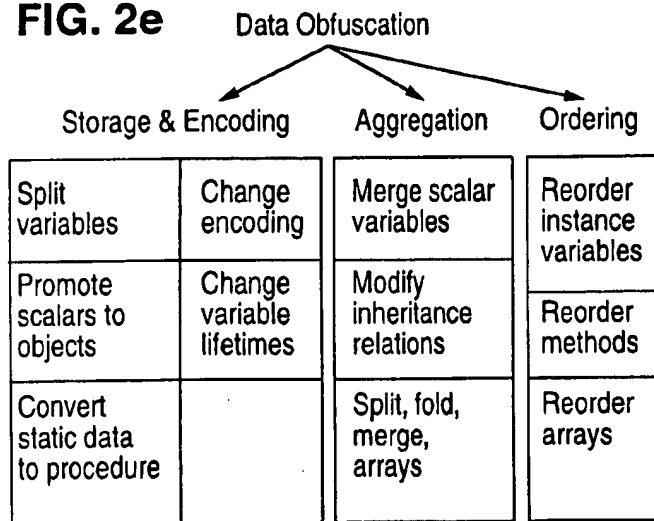 FIG. 2e
Data Obfuscation
Storage & Encoding
Aggregation
Ordering
Split
variables
Change
encoding
Merge scalar
variables
Reorder
instance
variables
Promote
scalars to
objects
Change
variable
lifetimes
Modify
inheritance
relations
Reorder
methods
Convert
static data
to procedure
Split, fold,
merge,
arrays
Reorder
arrays